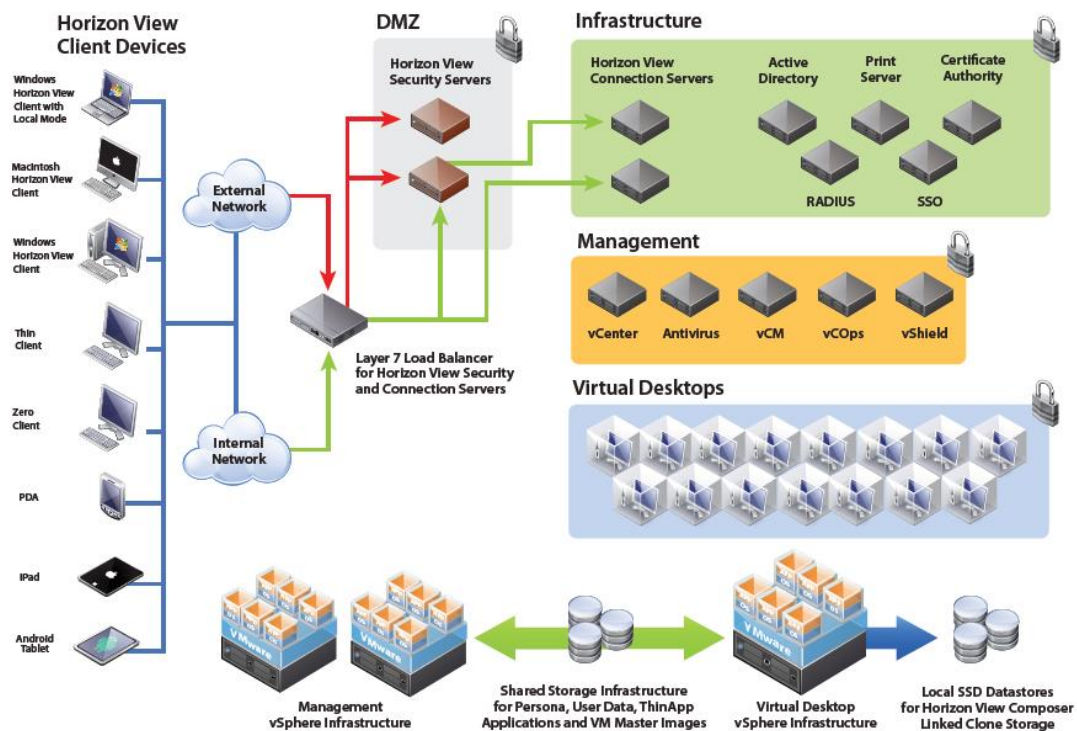 Horizon View
Client Devices
Windows
Horizon View
Client with
Local Mode
MacIntosh
Horizon View
Client
Windows
Horizon View
Client
Thin
Client
Zero
Client
PDA
IPad
Android
Tablet
External
Network
Internal
Network
Layer 7 Load Balancer
for Horizon View Security
and Connection Servers
DMZ
Horizon View
Security Servers
Infrastructure
Horizon View
Connection Servers
Active
Directory
Print
Server
Certificate
Authority
RADIUS
SSO
Management
vCenter
Antivirus
vCM
vCOps
vShield
Virtual Desktops
VMware
VMware
VMware
Management
vSphere Infrastructure
Shared Storage Infrastructure
for Persona, User Data, ThinApp
Applications and VM Master Images
Virtual Desktop
vSphere Infrastructure
Local SSD Datastores
for Horizon View Composer
Linked Clone Storage